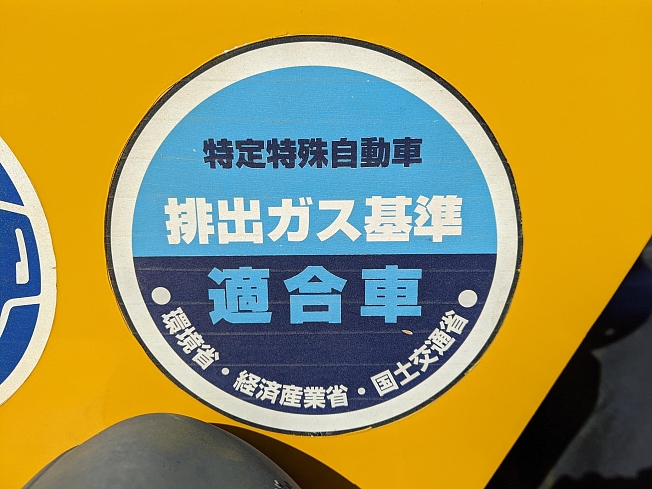 特定特殊自動車
排出ガス基準
適合車
環境省・経済産業省・国土交通省